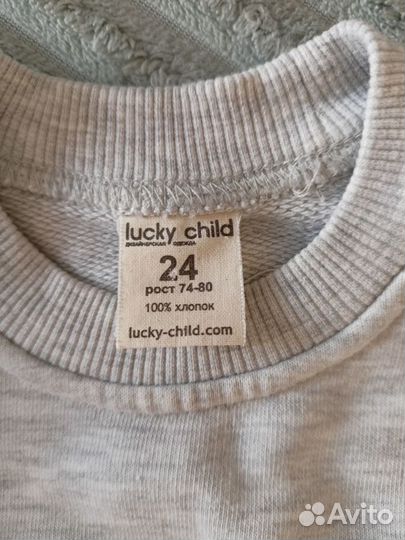 lucky child
ДИЗАЙНЕРСКАЯ ОДЕЖДА
24
рост 74-80
100% хлопок
lucky-child.com
Avito